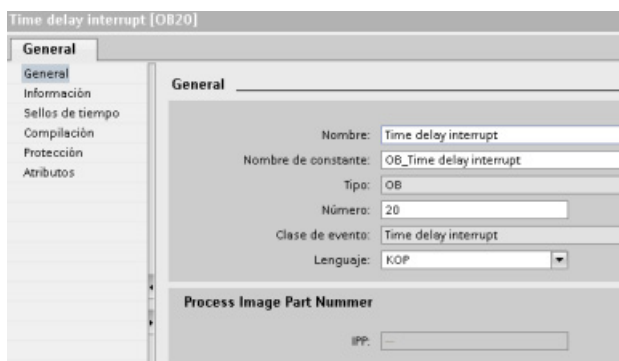 Time delay interrupt [OB20]
General
General
Información
Sellos de tiempo
Compilación
Protección
Atributos
General
Nombre: Time delay interrupt
Nombre de constante: OB_Time delay interrupt
Tipo: OB
Número: 20
Clase de evento: Time delay interrupt
Lenguaje: KOP
Process Image Part Nummer
IPP: ---